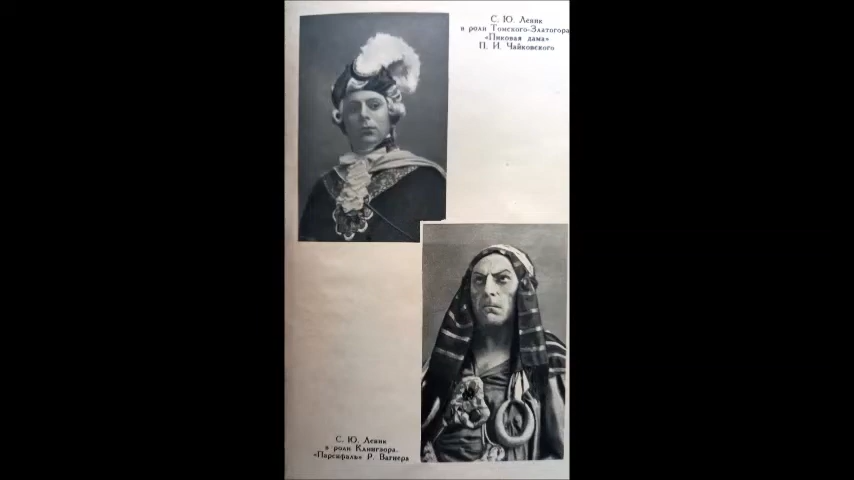 С. Ю. Левик
в роли Томского-Златогора
«Пиковая дама»
П. И. Чайковского
С. Ю. Левик
в роли Клингзора.
«Парсифаль» Р. Вагнера